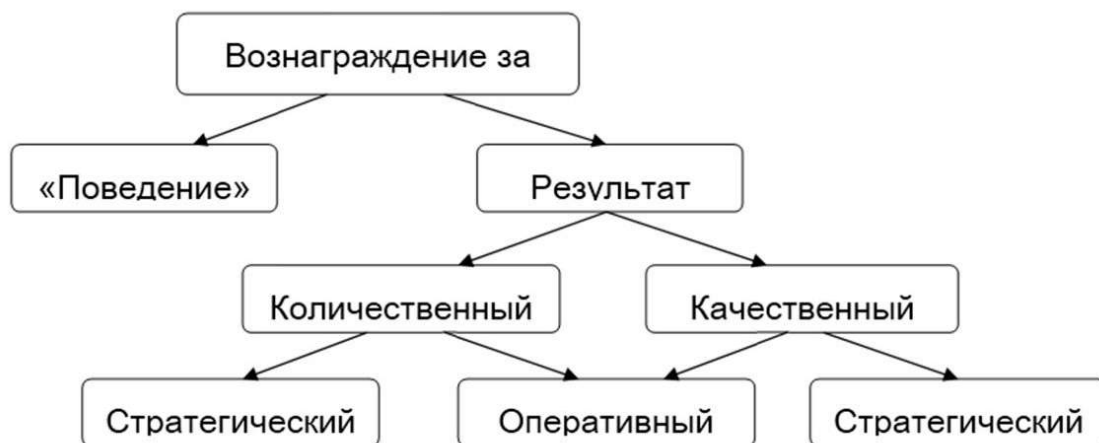 Вознаграждение за
«Поведение»
Результат
Количественный
Качественный
Стратегический
Оперативный
Стратегический